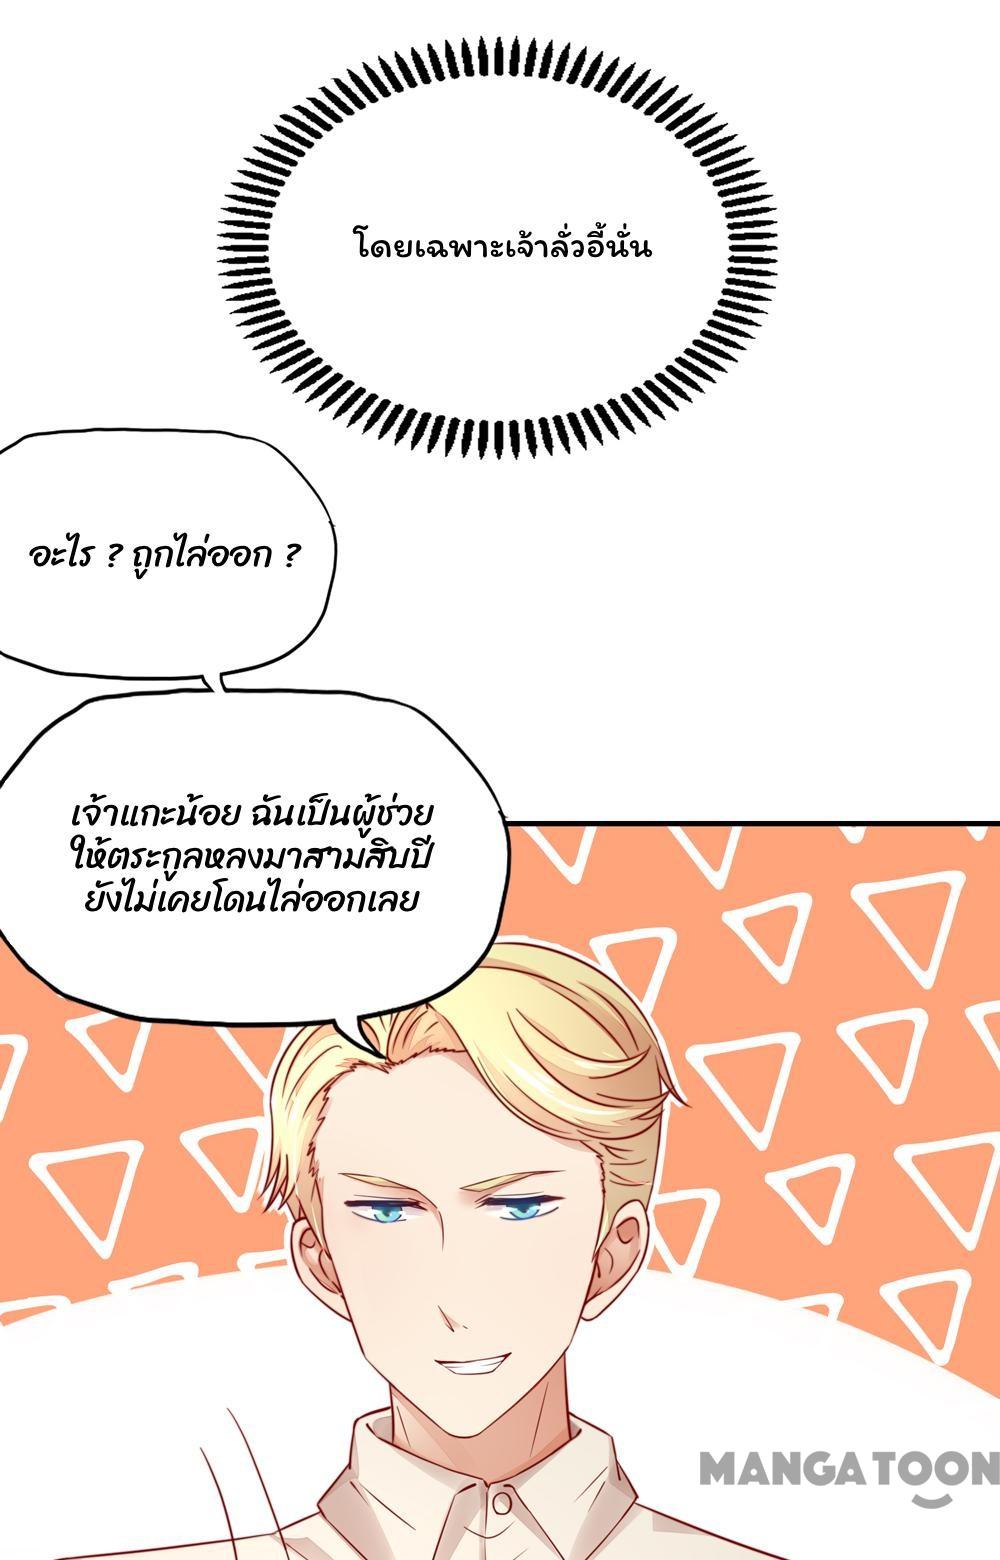 โดยเฉพาะเจ้าลั่วอี้นั่น
อะไร ? ถูกไล่ออก ?
เจ้าแกะน้อย ฉันเป็นผู้ช่วย
ให้ตระกูลหลงมาสามสิบปี
ยังไม่เคยโดนไล่ออกเลย
MANGATOON